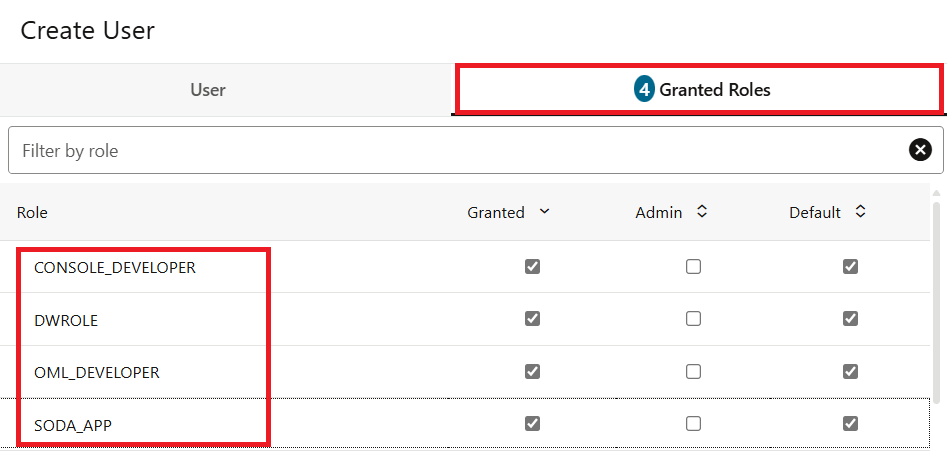 Create User
User
4 Granted Roles
Filter by role
Role Granted Admin Default
CONSOLE_DEVELOPER
DWROLE
OML_DEVELOPER
SODA_APP